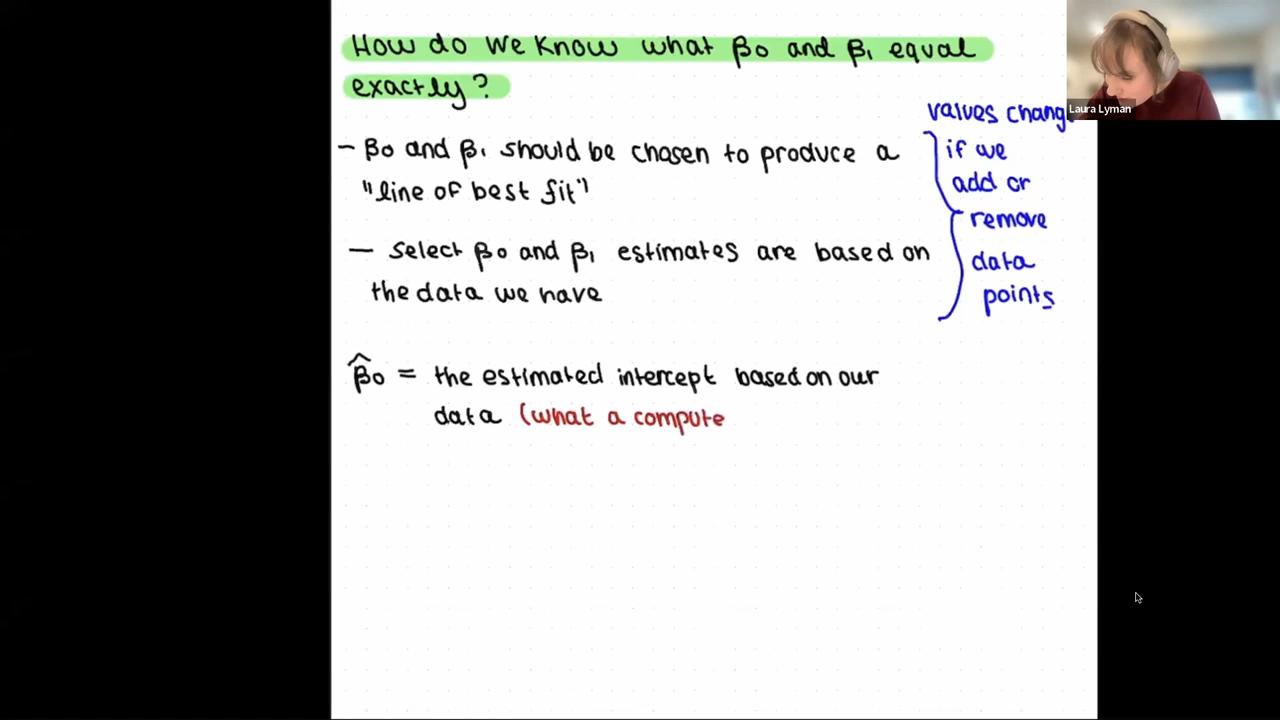 How do we know what β0 and β1 equal
exactly?
values chang
- β0 and β1 should be chosen to produce a
"line of best fit"
if we
add or
remove
data
points
- select β0 and β1 estimates are based on
the data we have
β̂0 = the estimated intercept based on our
data (what a compute
Laura Lyman